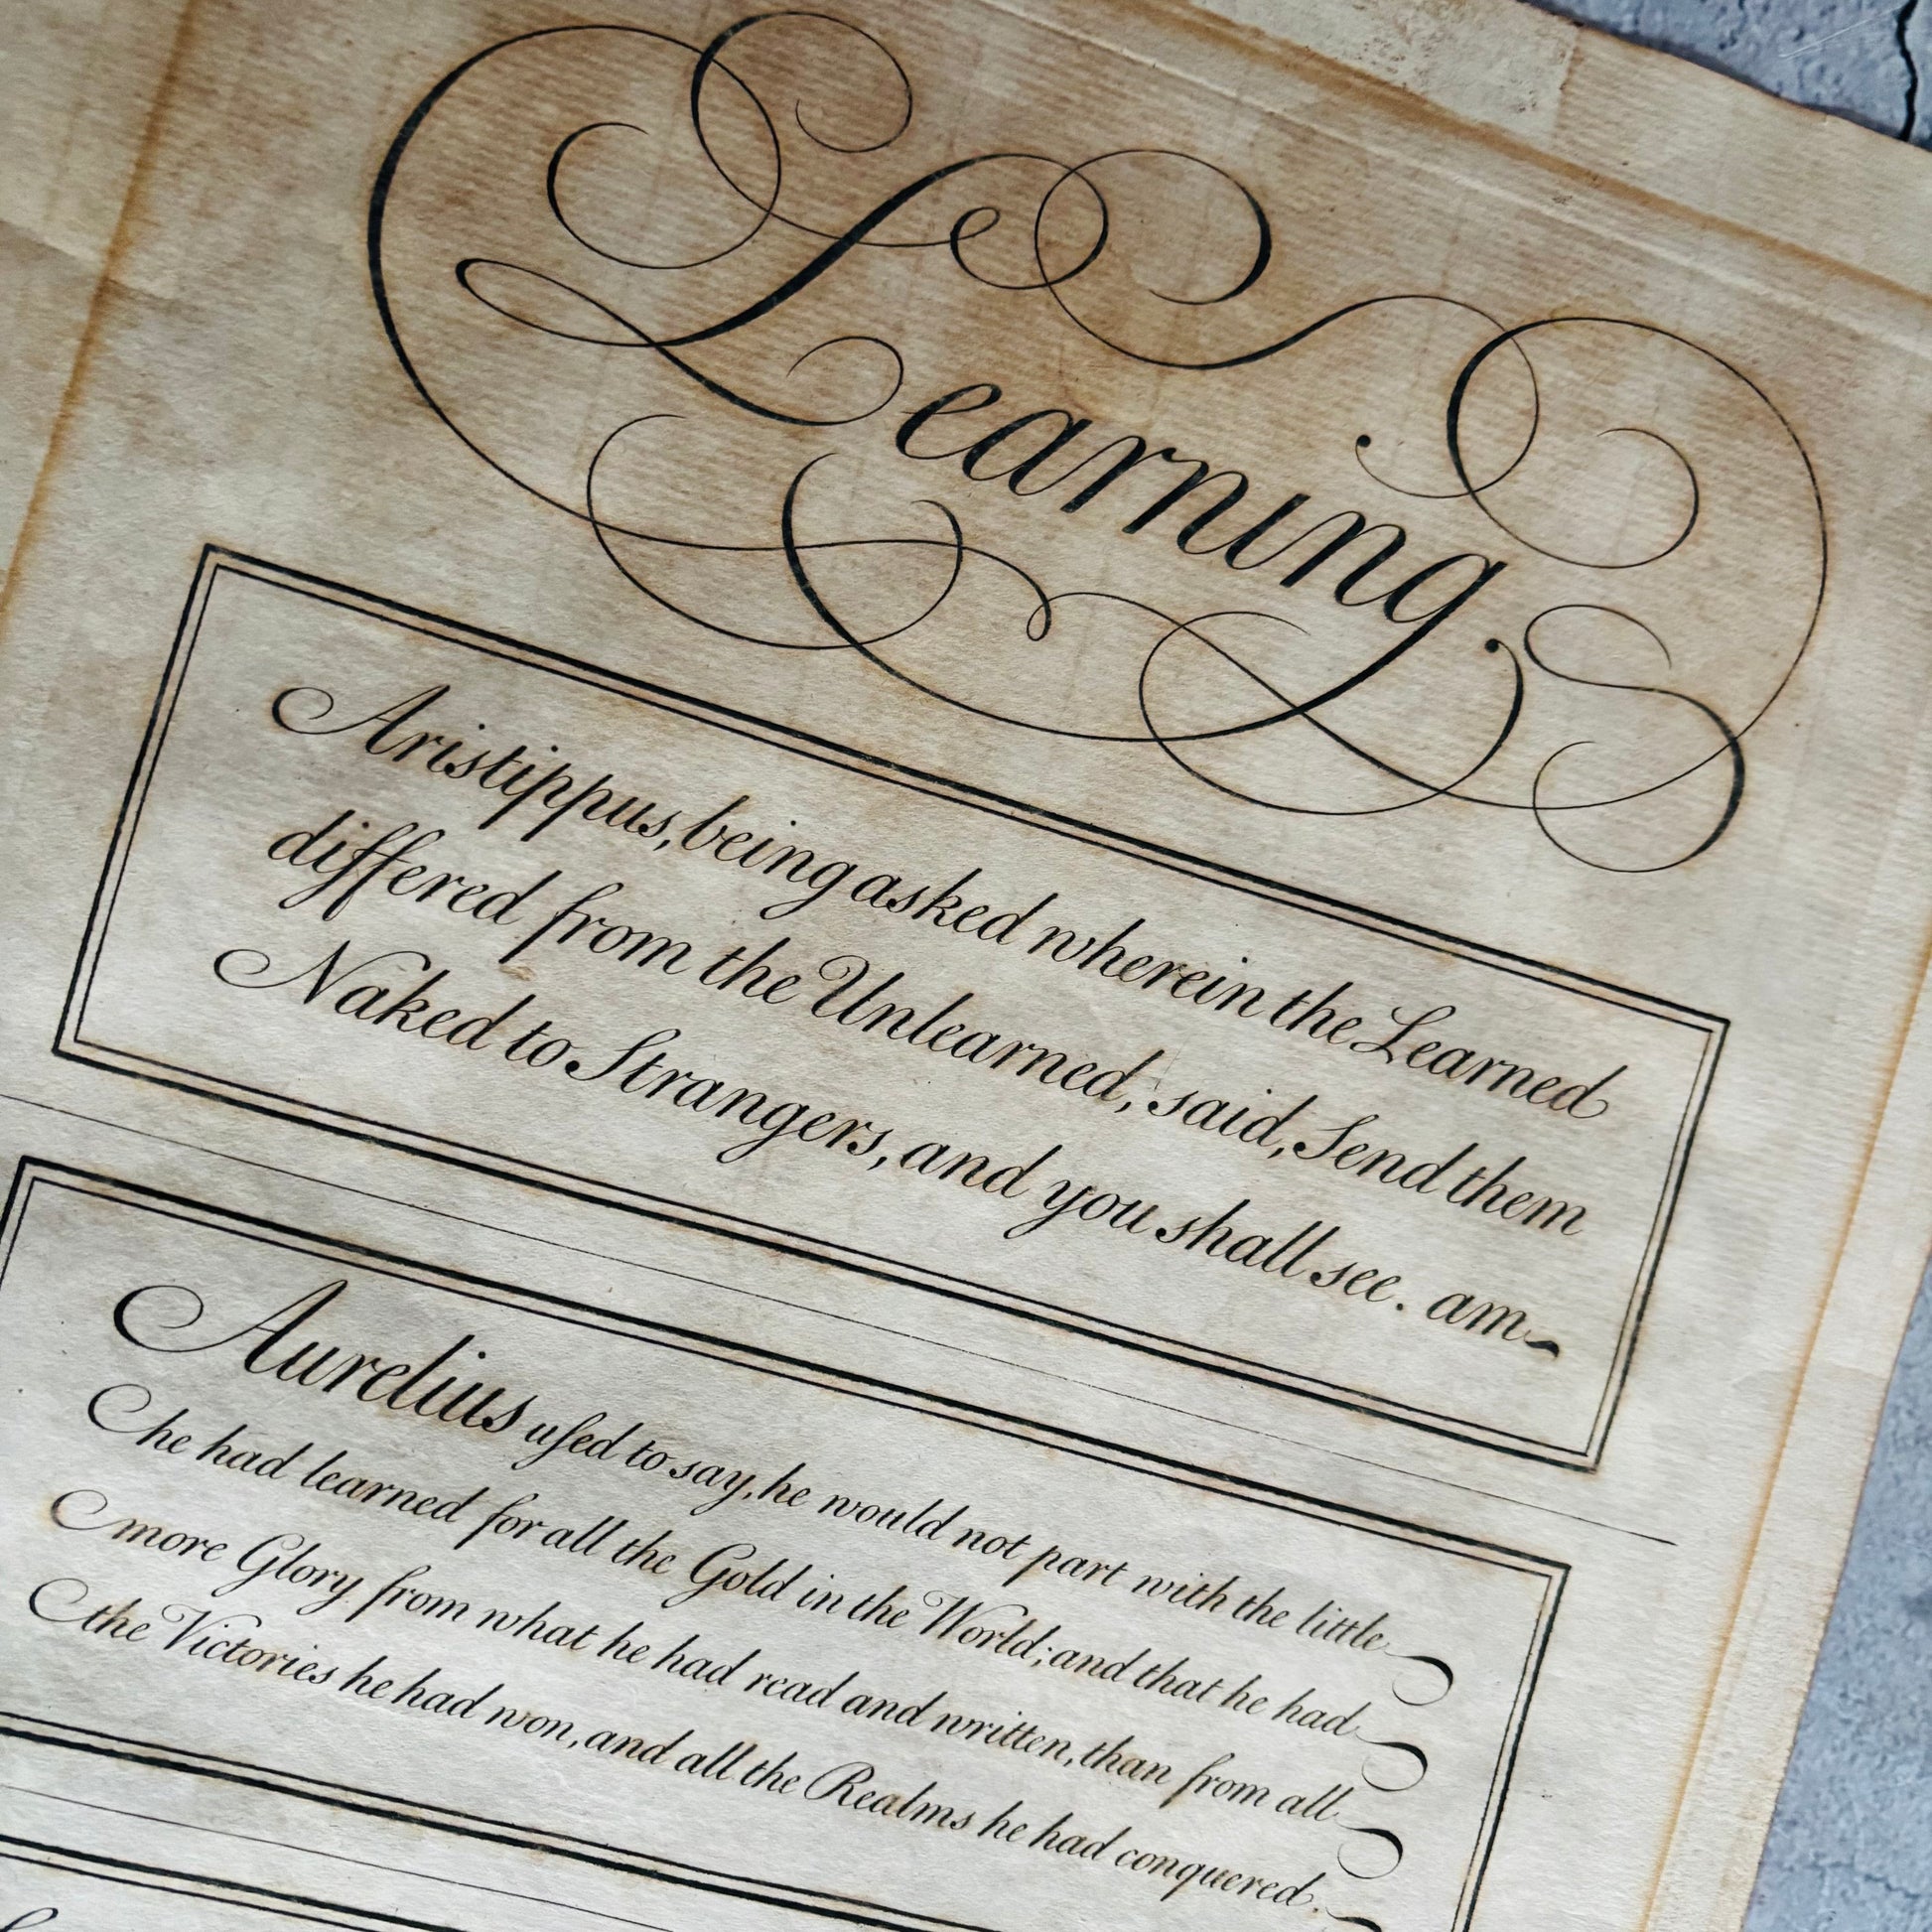 Learning.
Aristippus, being asked wherein the Learned
differed from the Unlearned, said, Send them
Naked to Strangers, and you shall see. am
Aurelius uſed to say, he would not part with the little
he had learned for all the Gold in the World; and that he had
more Glory from what he had read and written, than from all
the Victories he had won, and all the Realms he had conquered.